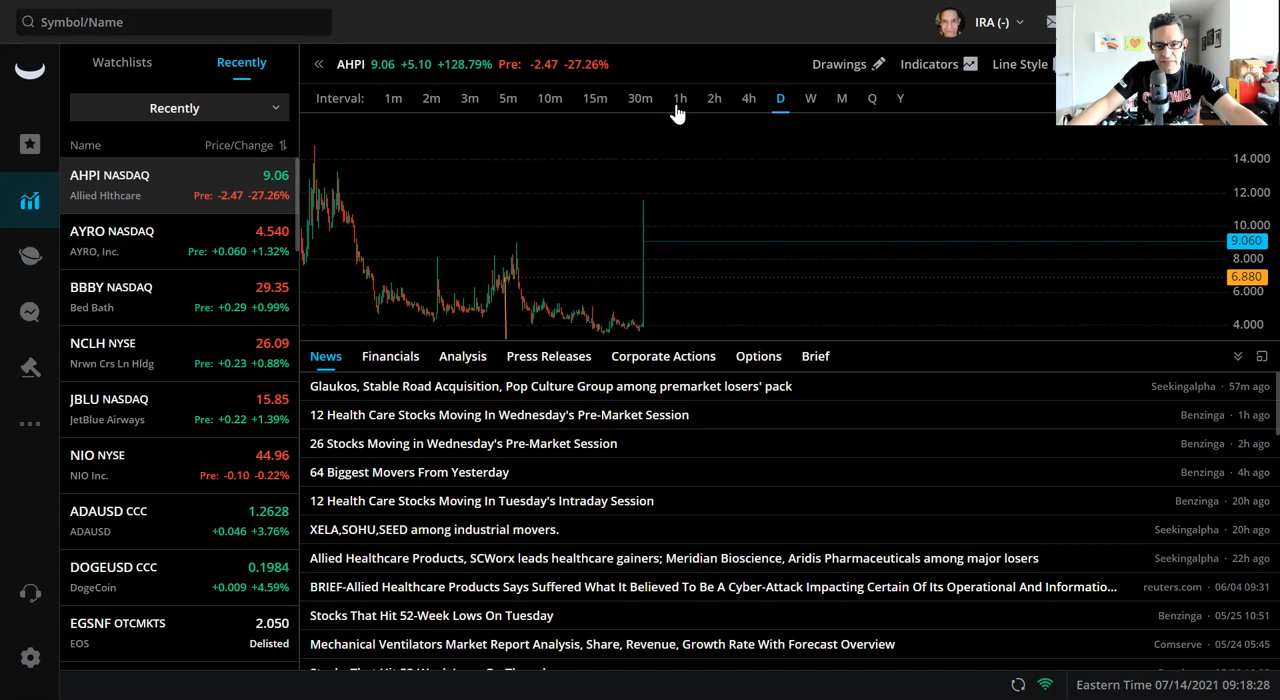 Symbol/Name
IRA (-)
Watchlists
Recently
Recently
Name
Price/Change
AHPI NASDAQ
9.06
Allied Hlthcare
Pre: -2.47 -27.26%
AYRO NASDAQ
4.540
AYRO, Inc.
Pre: +0.060 +1.32%
BBBY NASDAQ
29.35
Bed Bath
Pre: +0.29 +0.99%
NCLH NYSE
26.09
Nrwn Crs Ln Hldg
Pre: +0.23 +0.88%
JBLU NASDAQ
15.85
JetBlue Airways
Pre: +0.22 +1.39%
NIO NYSE
44.96
NIO Inc.
Pre: -0.10 -0.22%
ADAUSD CCC
1.2628
ADAUSD
+0.046 +3.76%
DOGEUSD CCC
0.1984
DogeCoin
+0.009 +4.59%
EGSNF OTCMKTS
2.050
EOS
Delisted
AHPI 9.06 +5.10 +128.79% Pre: -2.47 -27.26%
Drawings
Indicators
Line Style
Interval: 1m 2m 3m 5m 10m 15m 30m 1h 2h 4h D W M Q Y
14.000
12.000
10.000
9.060
8.000
6.880
6.000
4.000
News Financials Analysis Press Releases Corporate Actions Options Brief
Glaukos, Stable Road Acquisition, Pop Culture Group among premarket losers' pack
Seekingalpha · 57m ago
12 Health Care Stocks Moving In Wednesday's Pre-Market Session
Benzinga · 1h ago
26 Stocks Moving in Wednesday's Pre-Market Session
Benzinga · 2h ago
64 Biggest Movers From Yesterday
Benzinga · 4h ago
12 Health Care Stocks Moving In Tuesday's Intraday Session
Benzinga · 20h ago
XELA,SOHU,SEED among industrial movers.
Seekingalpha · 20h ago
Allied Healthcare Products, SCWorx leads healthcare gainers; Meridian Bioscience, Aridis Pharmaceuticals among major losers
Seekingalpha · 22h ago
BRIEF-Allied Healthcare Products Says Suffered What It Believed To Be A Cyber-Attack Impacting Certain Of Its Operational And Informatio...
reuters.com · 06/04 09:31
Stocks That Hit 52-Week Lows On Tuesday
Benzinga · 05/25 10:51
Mechanical Ventilators Market Report Analysis, Share, Revenue, Growth Rate With Forecast Overview
Comserve · 05/24 05:45
Eastern Time 07/14/2021 09:18:28